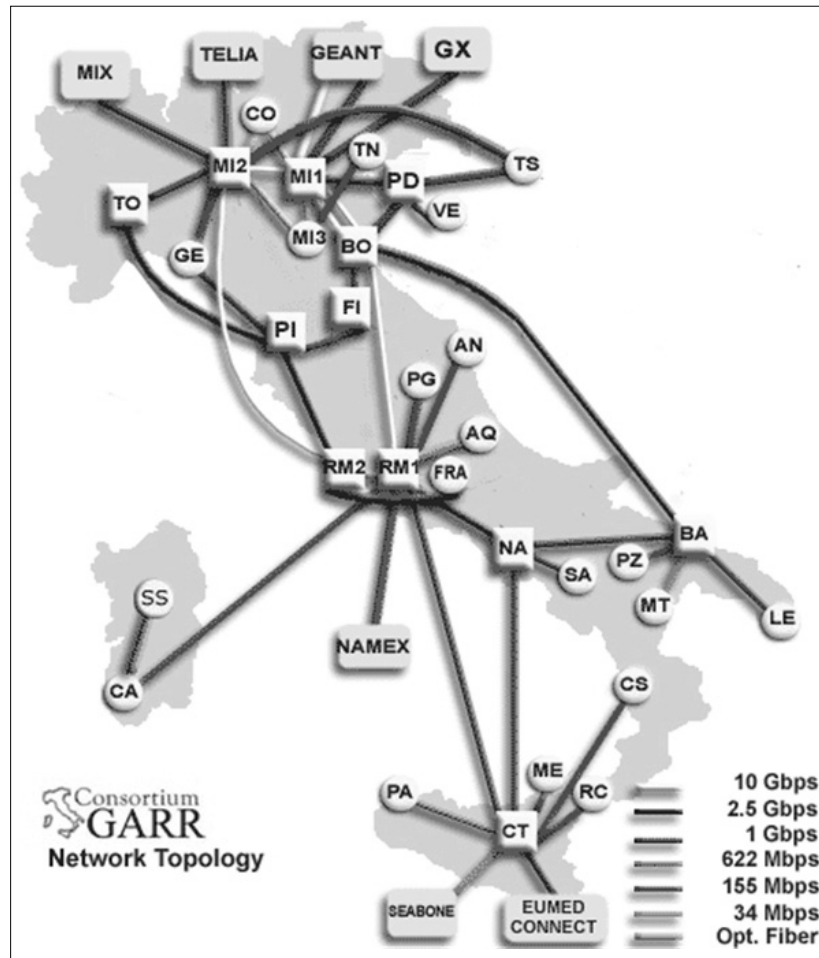 MIX
TELIA
GEANT
GX
CO
TN
TS
MI2
MI1
PD
TO
VE
MI3
BO
GE
FI
PI
AN
PG
AQ
RM2
RM1
FRA
NA
BA
PZ
SA
MT
LE
SS
CA
NAMEX
CS
ME
RC
PA
CT
SEABONE
EUMED
CONNECT
Consortium
GARR
Network Topology
10 Gbps
2.5 Gbps
1 Gbps
622 Mbps
155 Mbps
34 Mbps
Opt. Fiber